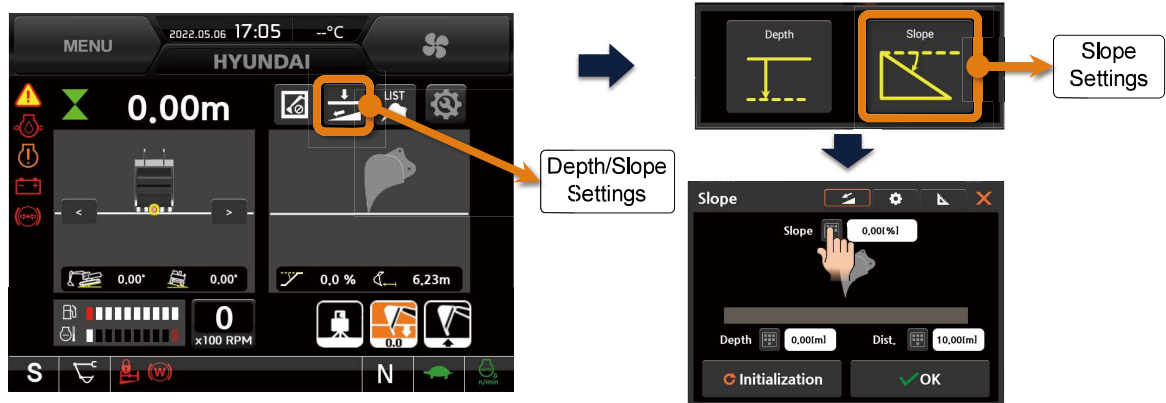 MENU
2022.05.06 17:05 --°C
HYUNDAI
0.00m
LIST
<
>
0.00°
0.00°
0.0 %
6.23m
0
x100 RPM
0.0
S
(W)
N
AUTO
n/min
Depth/Slope
Settings
Depth
Slope
Slope
Settings
Slope
Slope
0.00[%]
Depth
0.00[m]
Dist.
10.00[m]
Initialization
OK